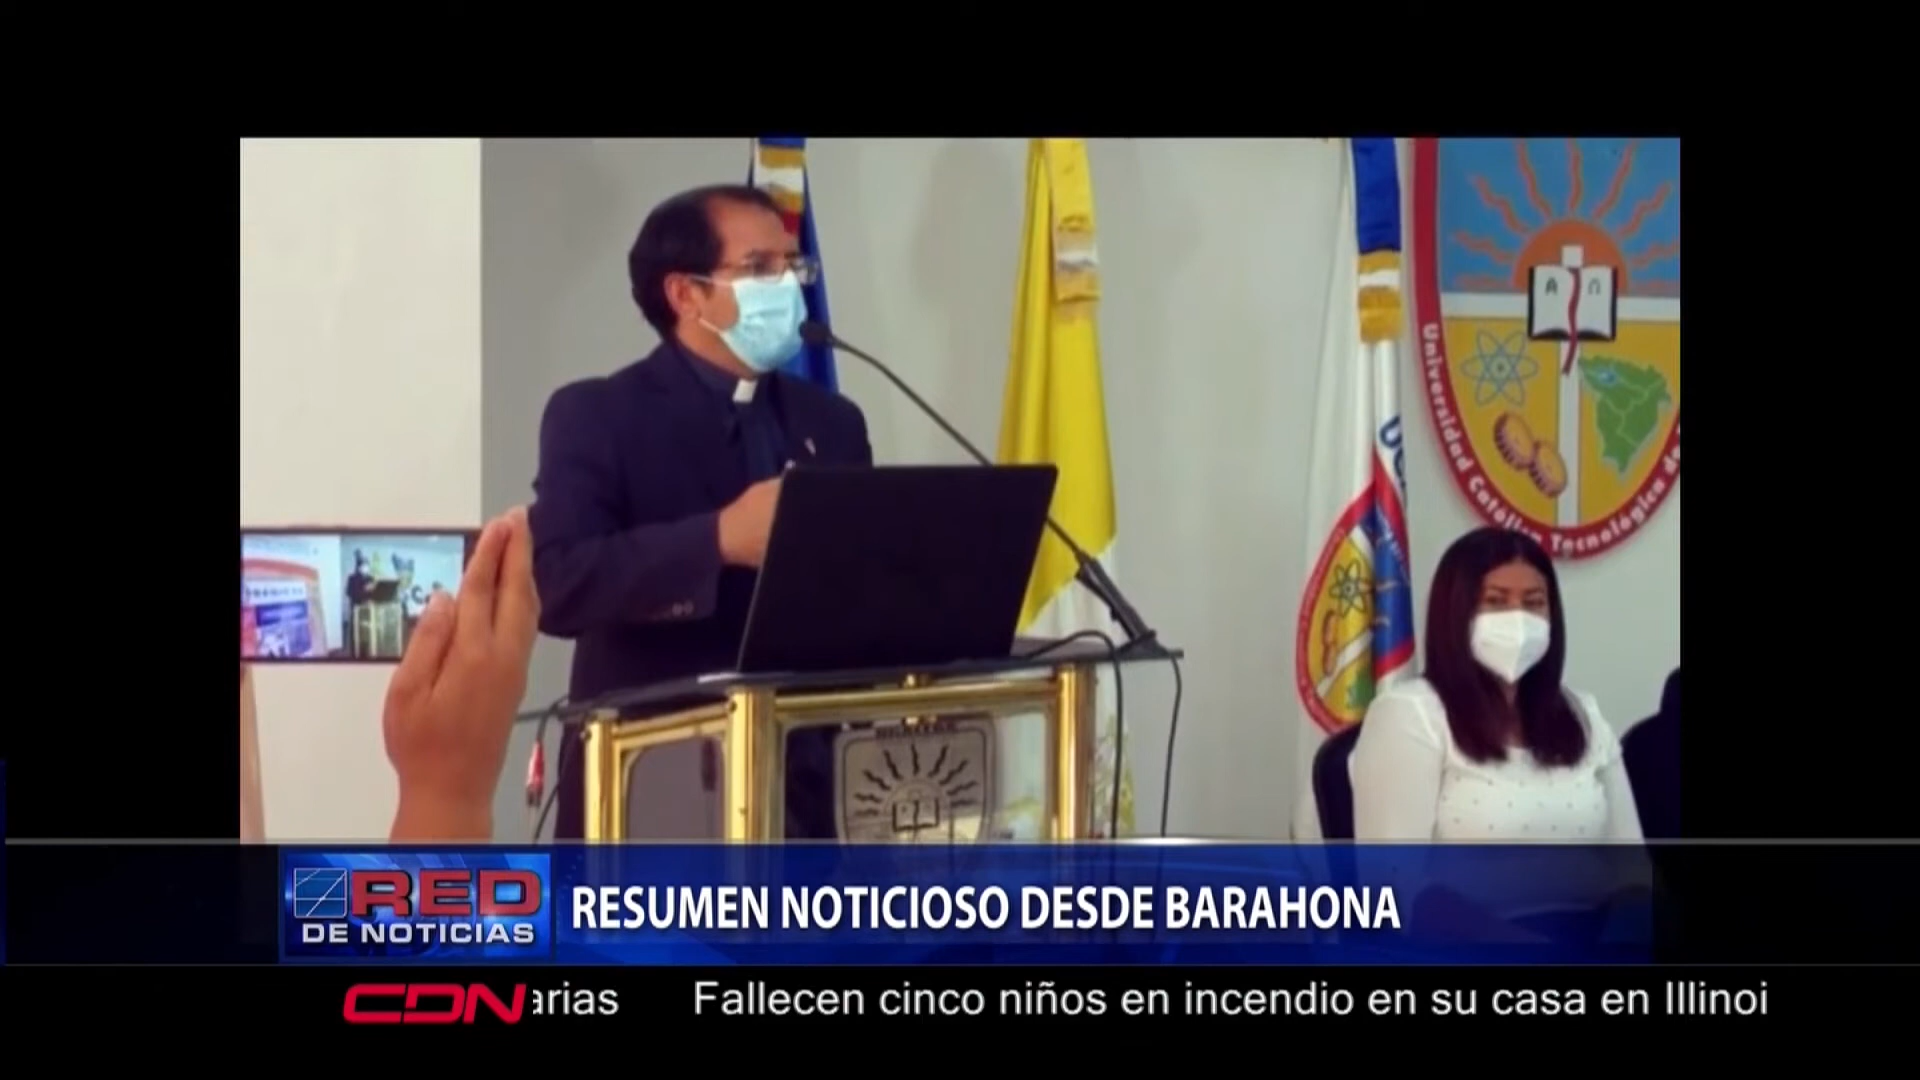 A Ω
Universidad Católica Tecnológica de
RED
DE NOTICIAS
RESUMEN NOTICIOSO DESDE BARAHONA
CDN arias Fallecen cinco niños en incendio en su casa en Illinoi